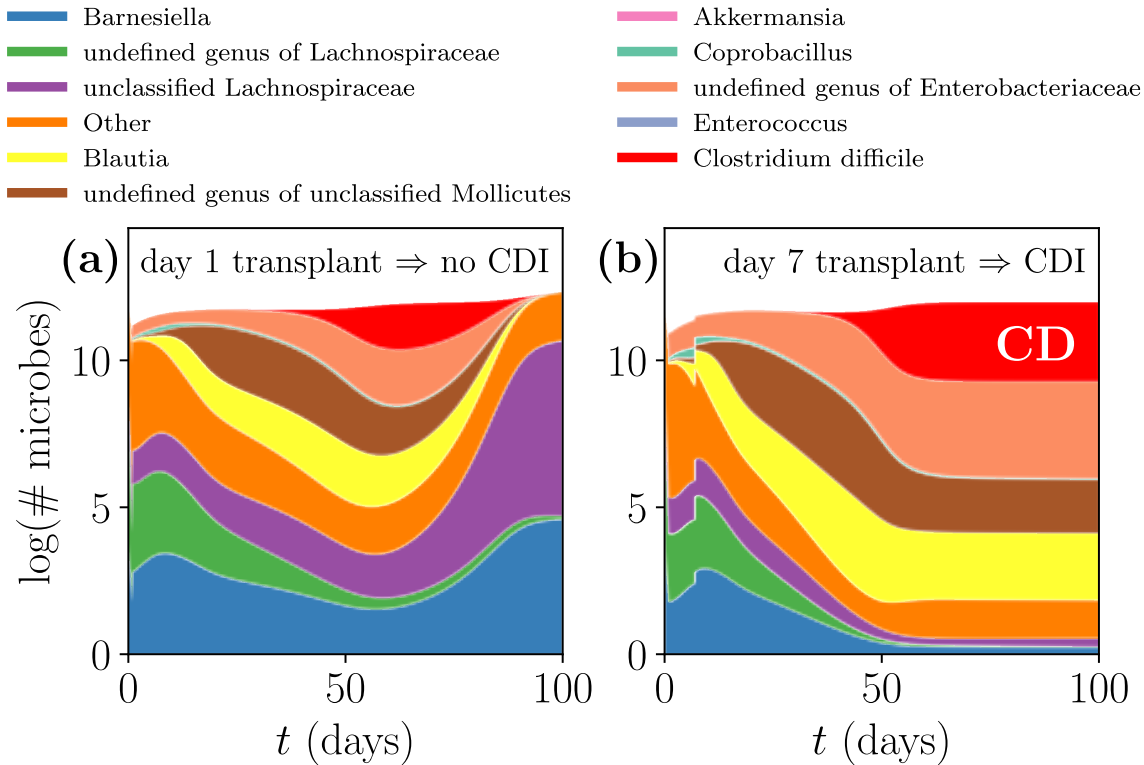 Barnesiella
undefined genus of Lachnospiraceae
unclassified Lachnospiraceae
Other
Blautia
undefined genus of unclassified Mollicutes
Akkermansia
Coprobacillus
undefined genus of Enterobacteriaceae
Enterococcus
Clostridium difficile
(a) day 1 transplant ⇒ no CDI
(b) day 7 transplant ⇒ CDI
CD
log(# microbes)
10
5
0
0 50 100
t (days)
10
5
0
0 50 100
t (days)